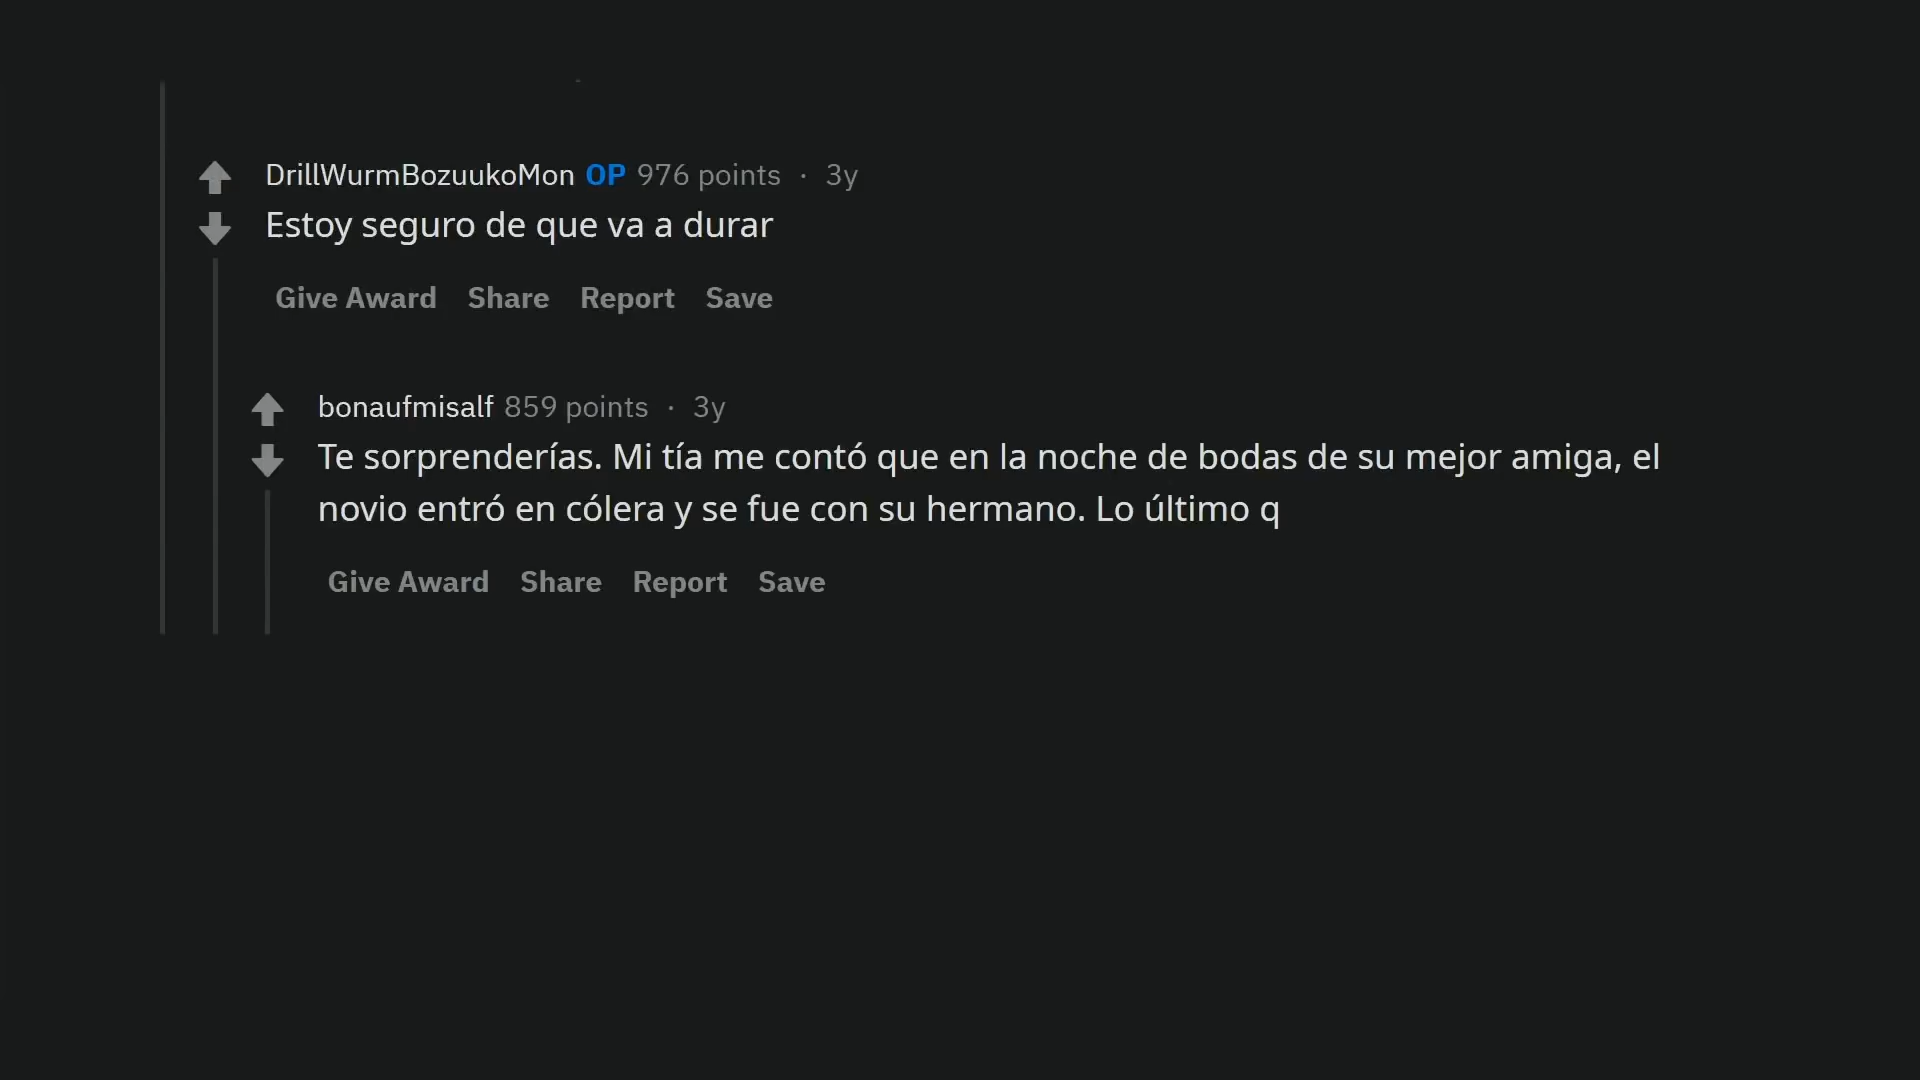 DrillWurmBozuukoMon OP 976 points · 3y
Estoy seguro de que va a durar
Give Award Share Report Save
bonaufmisalf 859 points · 3y
Te sorprenderías. Mi tía me contó que en la noche de bodas de su mejor amiga, el
novio entró en cólera y se fue con su hermano. Lo último q
Give Award Share Report Save